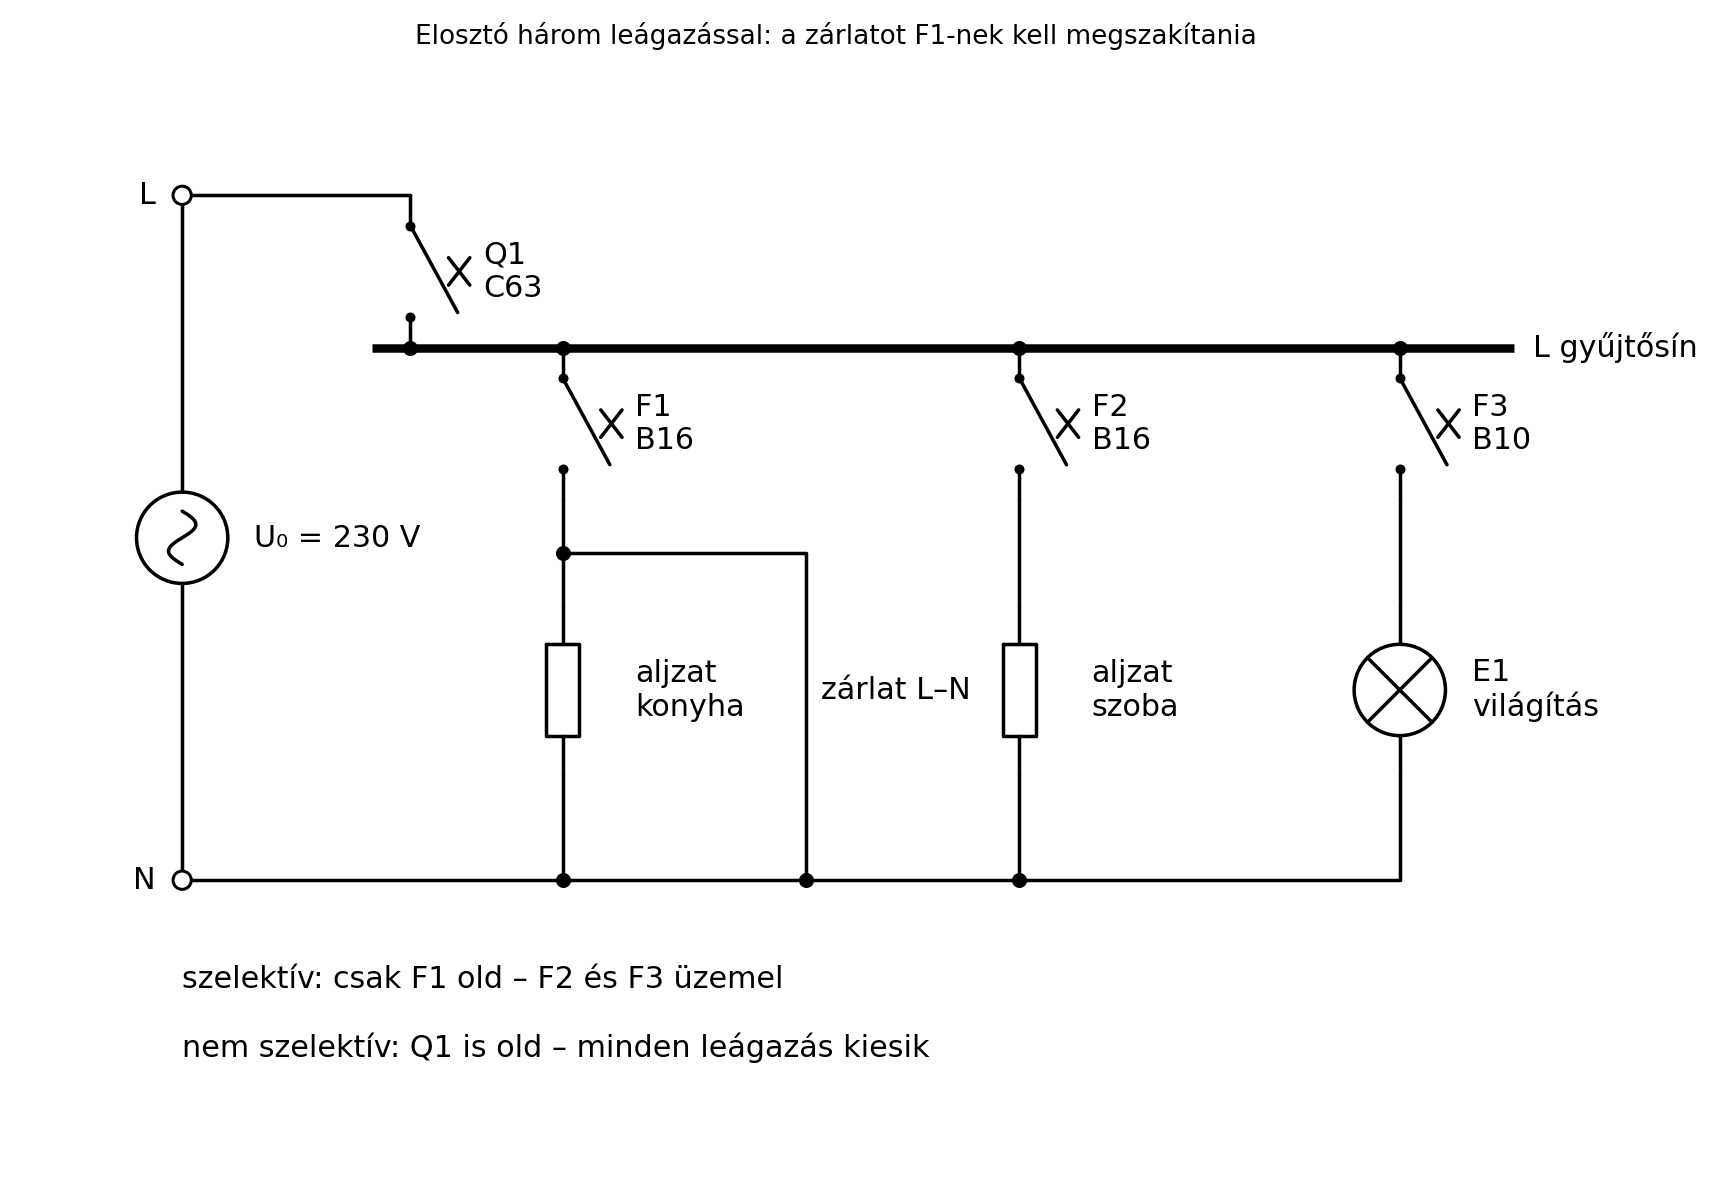 Elosztó három leágazással: a zárlatot F1-nek kell megszakítania
L
Q1
C63
L gyűjtősín
F1
B16
F2
B16
F3
B10
U₀ = 230 V
aljzat
konyha
zárlat L–N
aljzat
szoba
E1
világítás
N
szelektív: csak F1 old – F2 és F3 üzemel
nem szelektív: Q1 is old – minden leágazás kiesik